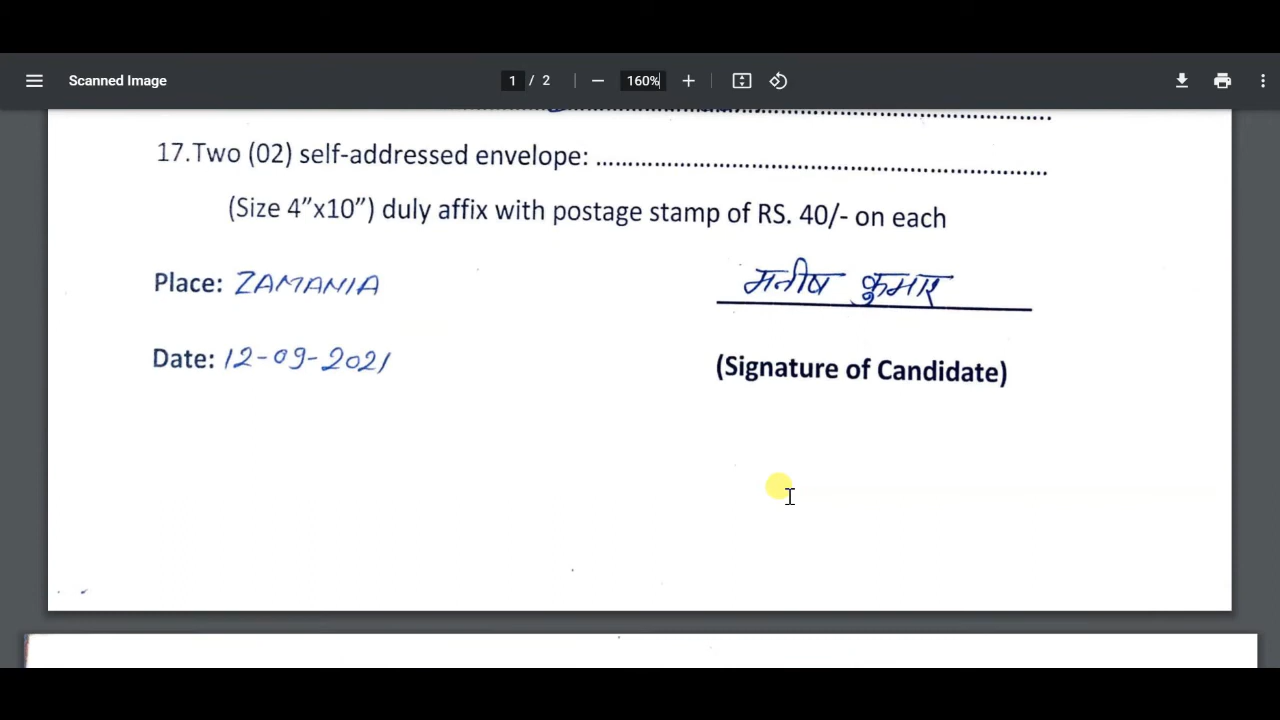 Scanned Image 1 / 2 160%
17.Two (02) self-addressed envelope: ..........................................................
(Size 4”x10”) duly affix with postage stamp of RS. 40/- on each
Place: ZAMANIA मनीष कुमार
Date: 12-09-2021 (Signature of Candidate)